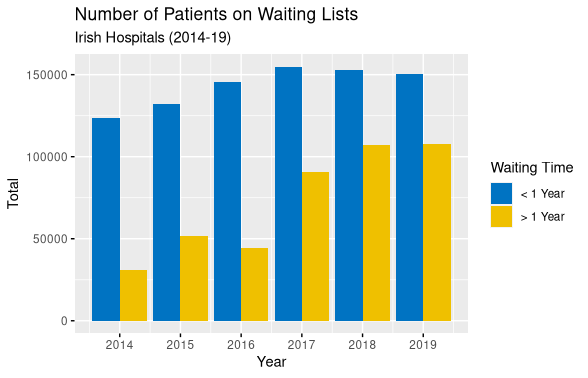 Number of Patients on Waiting Lists
Irish Hospitals (2014-19)
150000
100000
50000
0
Total
2014 2015 2016 2017 2018 2019
Year
Waiting Time
< 1 Year
> 1 Year